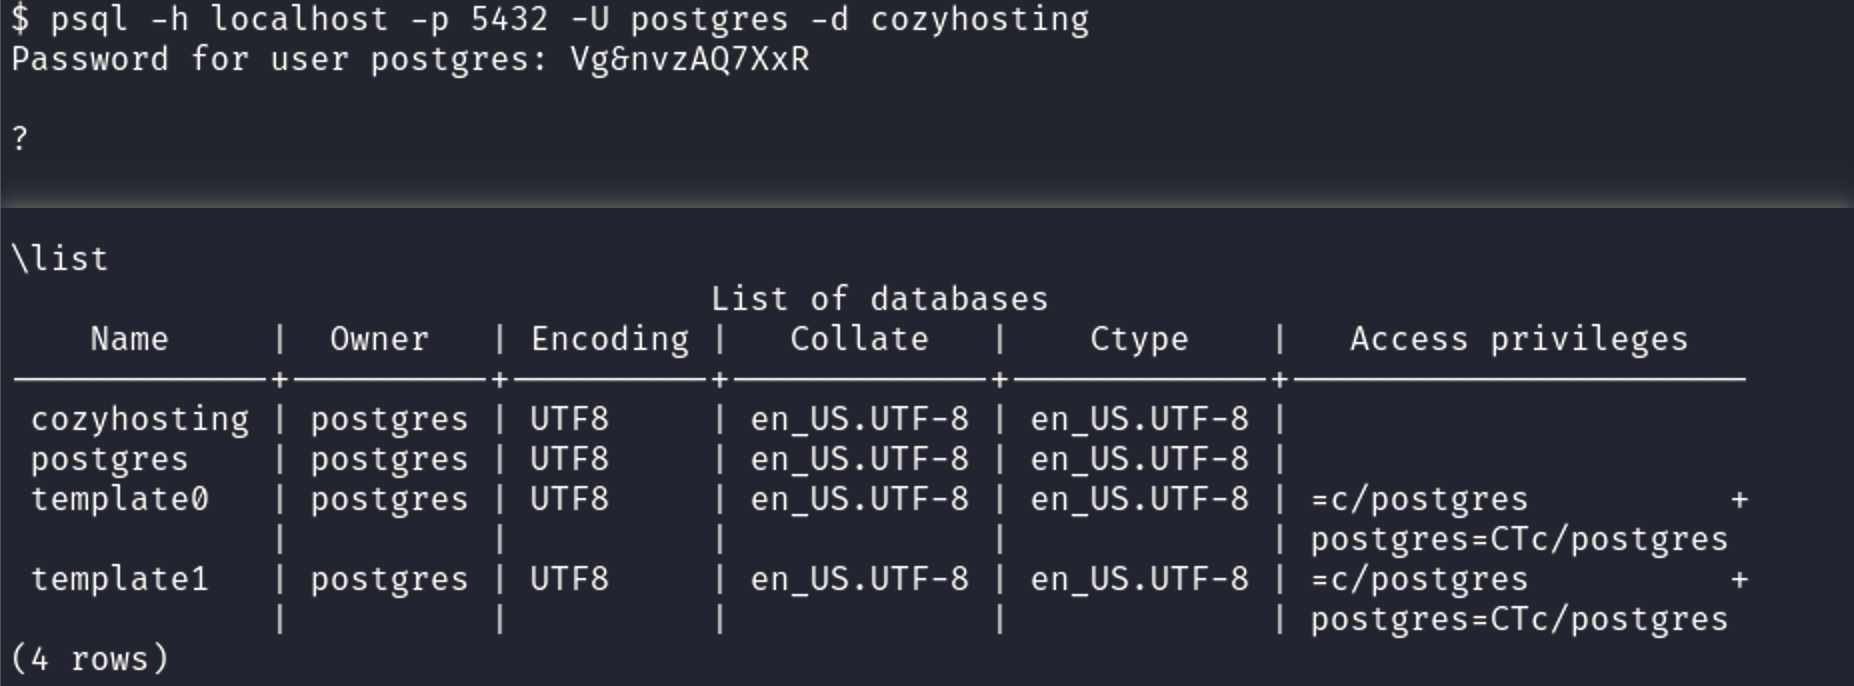 $ psql -h localhost -p 5432 -U postgres -d cozyhosting
Password for user postgres: Vg&nvzAQ7XxR
?
\list
List of databases
Name | Owner | Encoding | Collate | Ctype | Access privileges
-------------+----------+----------+-------------+-------------+-----------------------
cozyhosting | postgres | UTF8 | en_US.UTF-8 | en_US.UTF-8 |
postgres | postgres | UTF8 | en_US.UTF-8 | en_US.UTF-8 |
template0 | postgres | UTF8 | en_US.UTF-8 | en_US.UTF-8 | =c/postgres +
| | | | | postgres=CTc/postgres
template1 | postgres | UTF8 | en_US.UTF-8 | en_US.UTF-8 | =c/postgres +
| | | | | postgres=CTc/postgres
(4 rows)